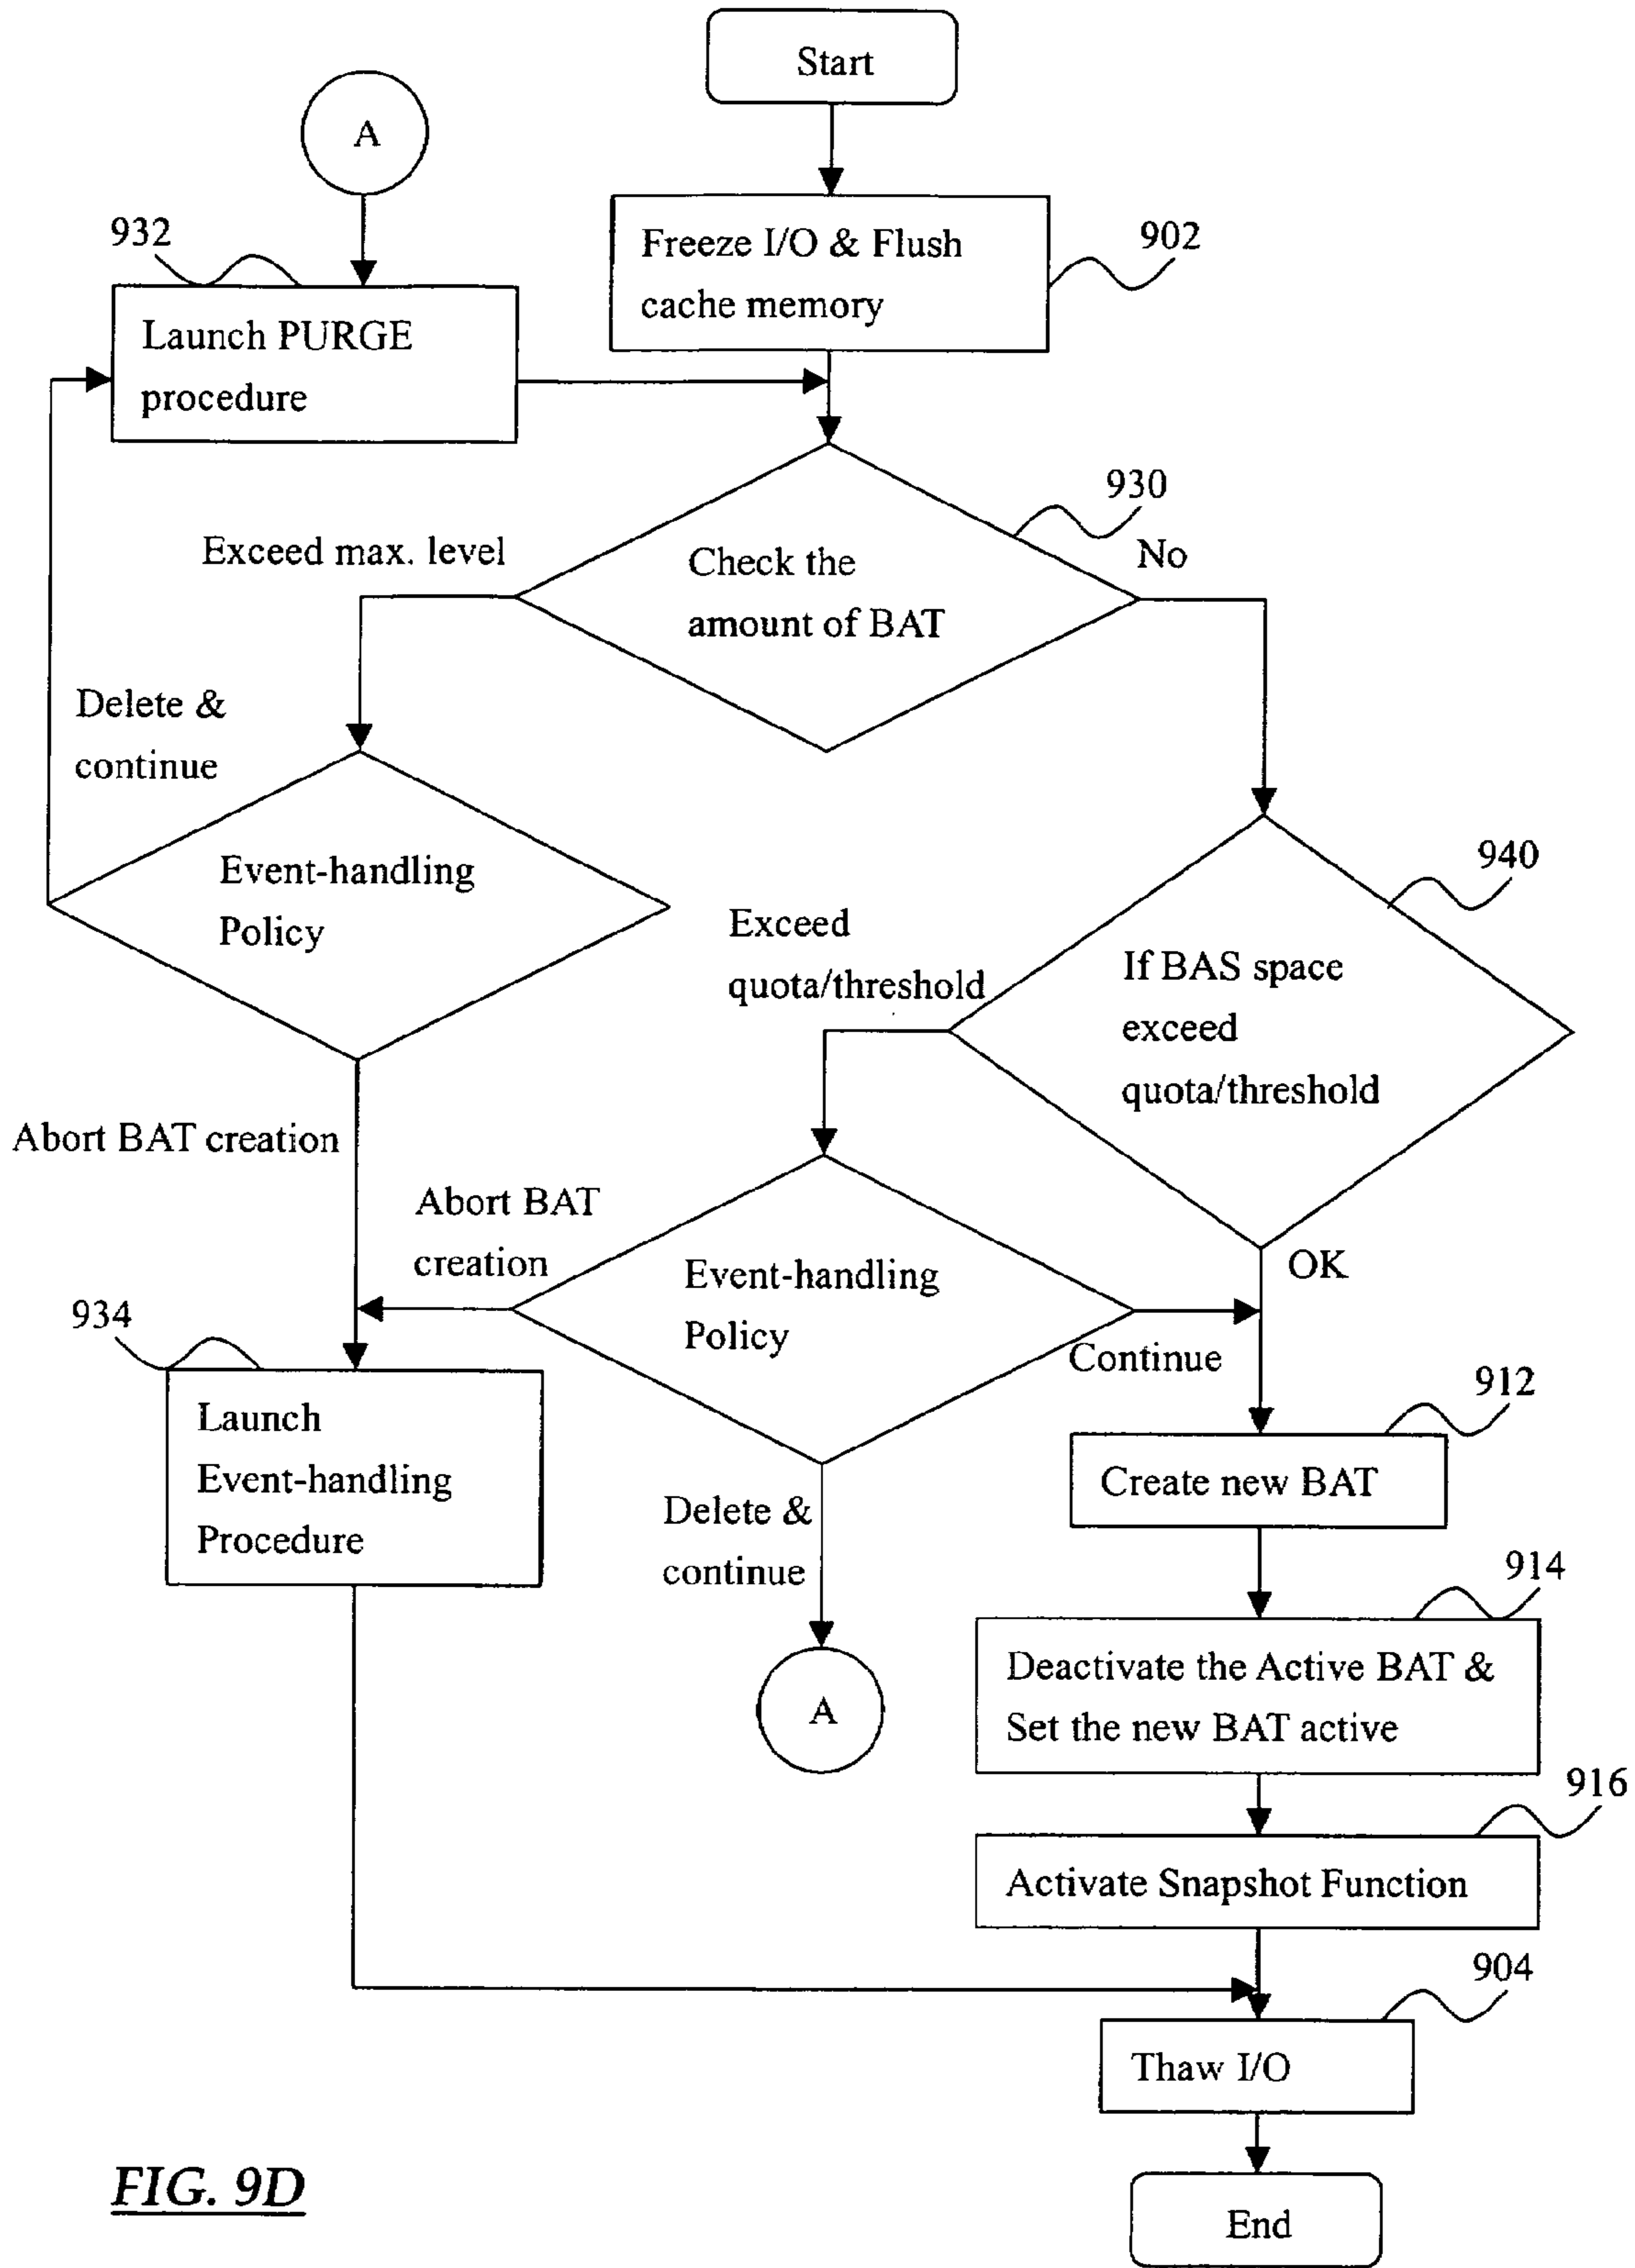 Start
A
932
Freeze I/O & Flush
cache memory
902
Launch PURGE
procedure
930
Exceed max. level
No
Check the
amount of BAT
Delete &
continue
940
Event-handling
Policy
Exceed
quota/threshold
If BAS space
exceed
quota/threshold
Abort BAT creation
Abort BAT
creation
OK
Event-handling
Policy
934
Continue
912
Launch
Event-handling
Procedure
Create new BAT
Delete &
continue
914
Deactivate the Active BAT &
Set the new BAT active
A
916
Activate Snapshot Function
904
Thaw I/O
FIG. 9D
End